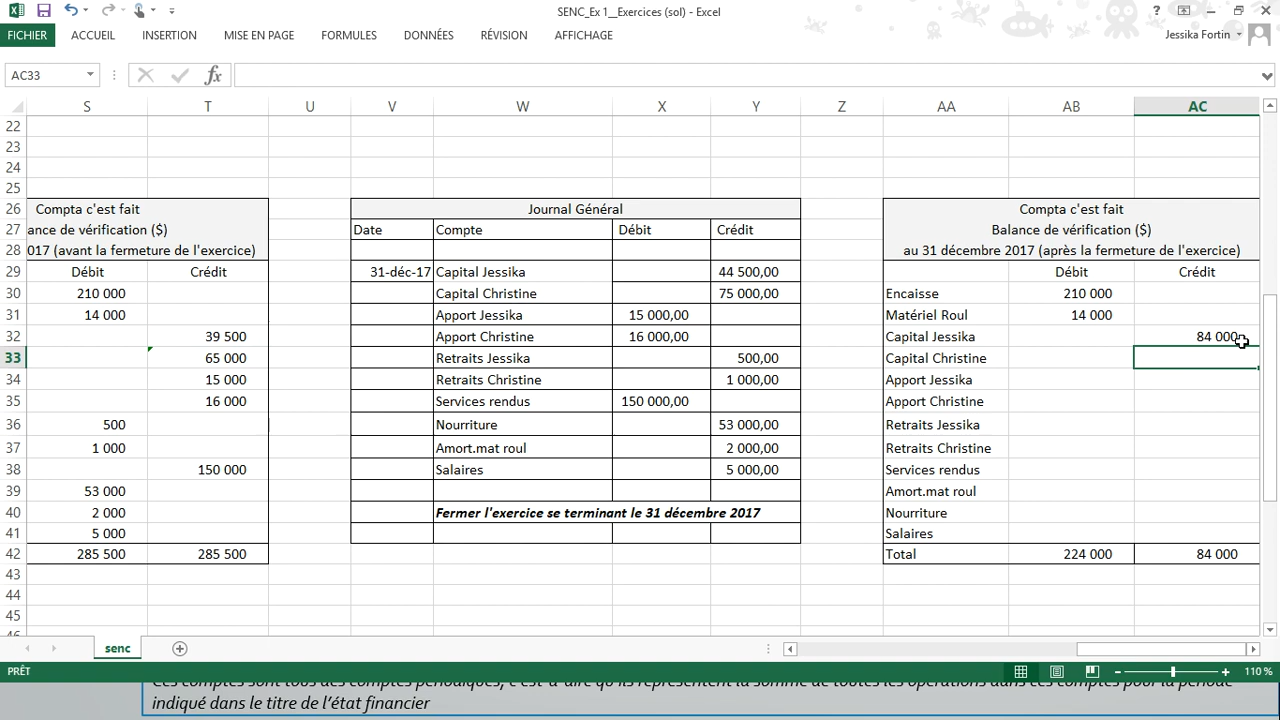 SENC_Ex 1__Exercices (sol) - Excel
FICHIER ACCUEIL INSERTION MISE EN PAGE FORMULES DONNÉES RÉVISION AFFICHAGE Jessika Fortin
AC33 fx
S T U V W X Y Z AA AB AC
22
23
24
25
26 Compta c'est fait Journal Général Compta c'est fait
27 ance de vérification ($) Date Compte Débit Crédit Balance de vérification ($)
28 017 (avant la fermeture de l'exercice) au 31 décembre 2017 (après la fermeture de l'exercice)
29 Débit Crédit 31-déc-17 Capital Jessika 44 500,00 Débit Crédit
30 210 000 Capital Christine 75 000,00 Encaisse 210 000
31 14 000 Apport Jessika 15 000,00 Matériel Roul 14 000
32 39 500 Apport Christine 16 000,00 Capital Jessika 84 000
33 65 000 Retraits Jessika 500,00 Capital Christine
34 15 000 Retraits Christine 1 000,00 Apport Jessika
35 16 000 Services rendus 150 000,00 Apport Christine
36 500 Nourriture 53 000,00 Retraits Jessika
37 1 000 Amort.mat roul 2 000,00 Retraits Christine
38 150 000 Salaires 5 000,00 Services rendus
39 53 000 Amort.mat roul
40 2 000 Fermer l'exercice se terminant le 31 décembre 2017 Nourriture
41 5 000 Salaires
42 285 500 285 500 Total 224 000 84 000
43
44
45
senc
PRÊT 110 %
indiqué dans le titre de l'état financier